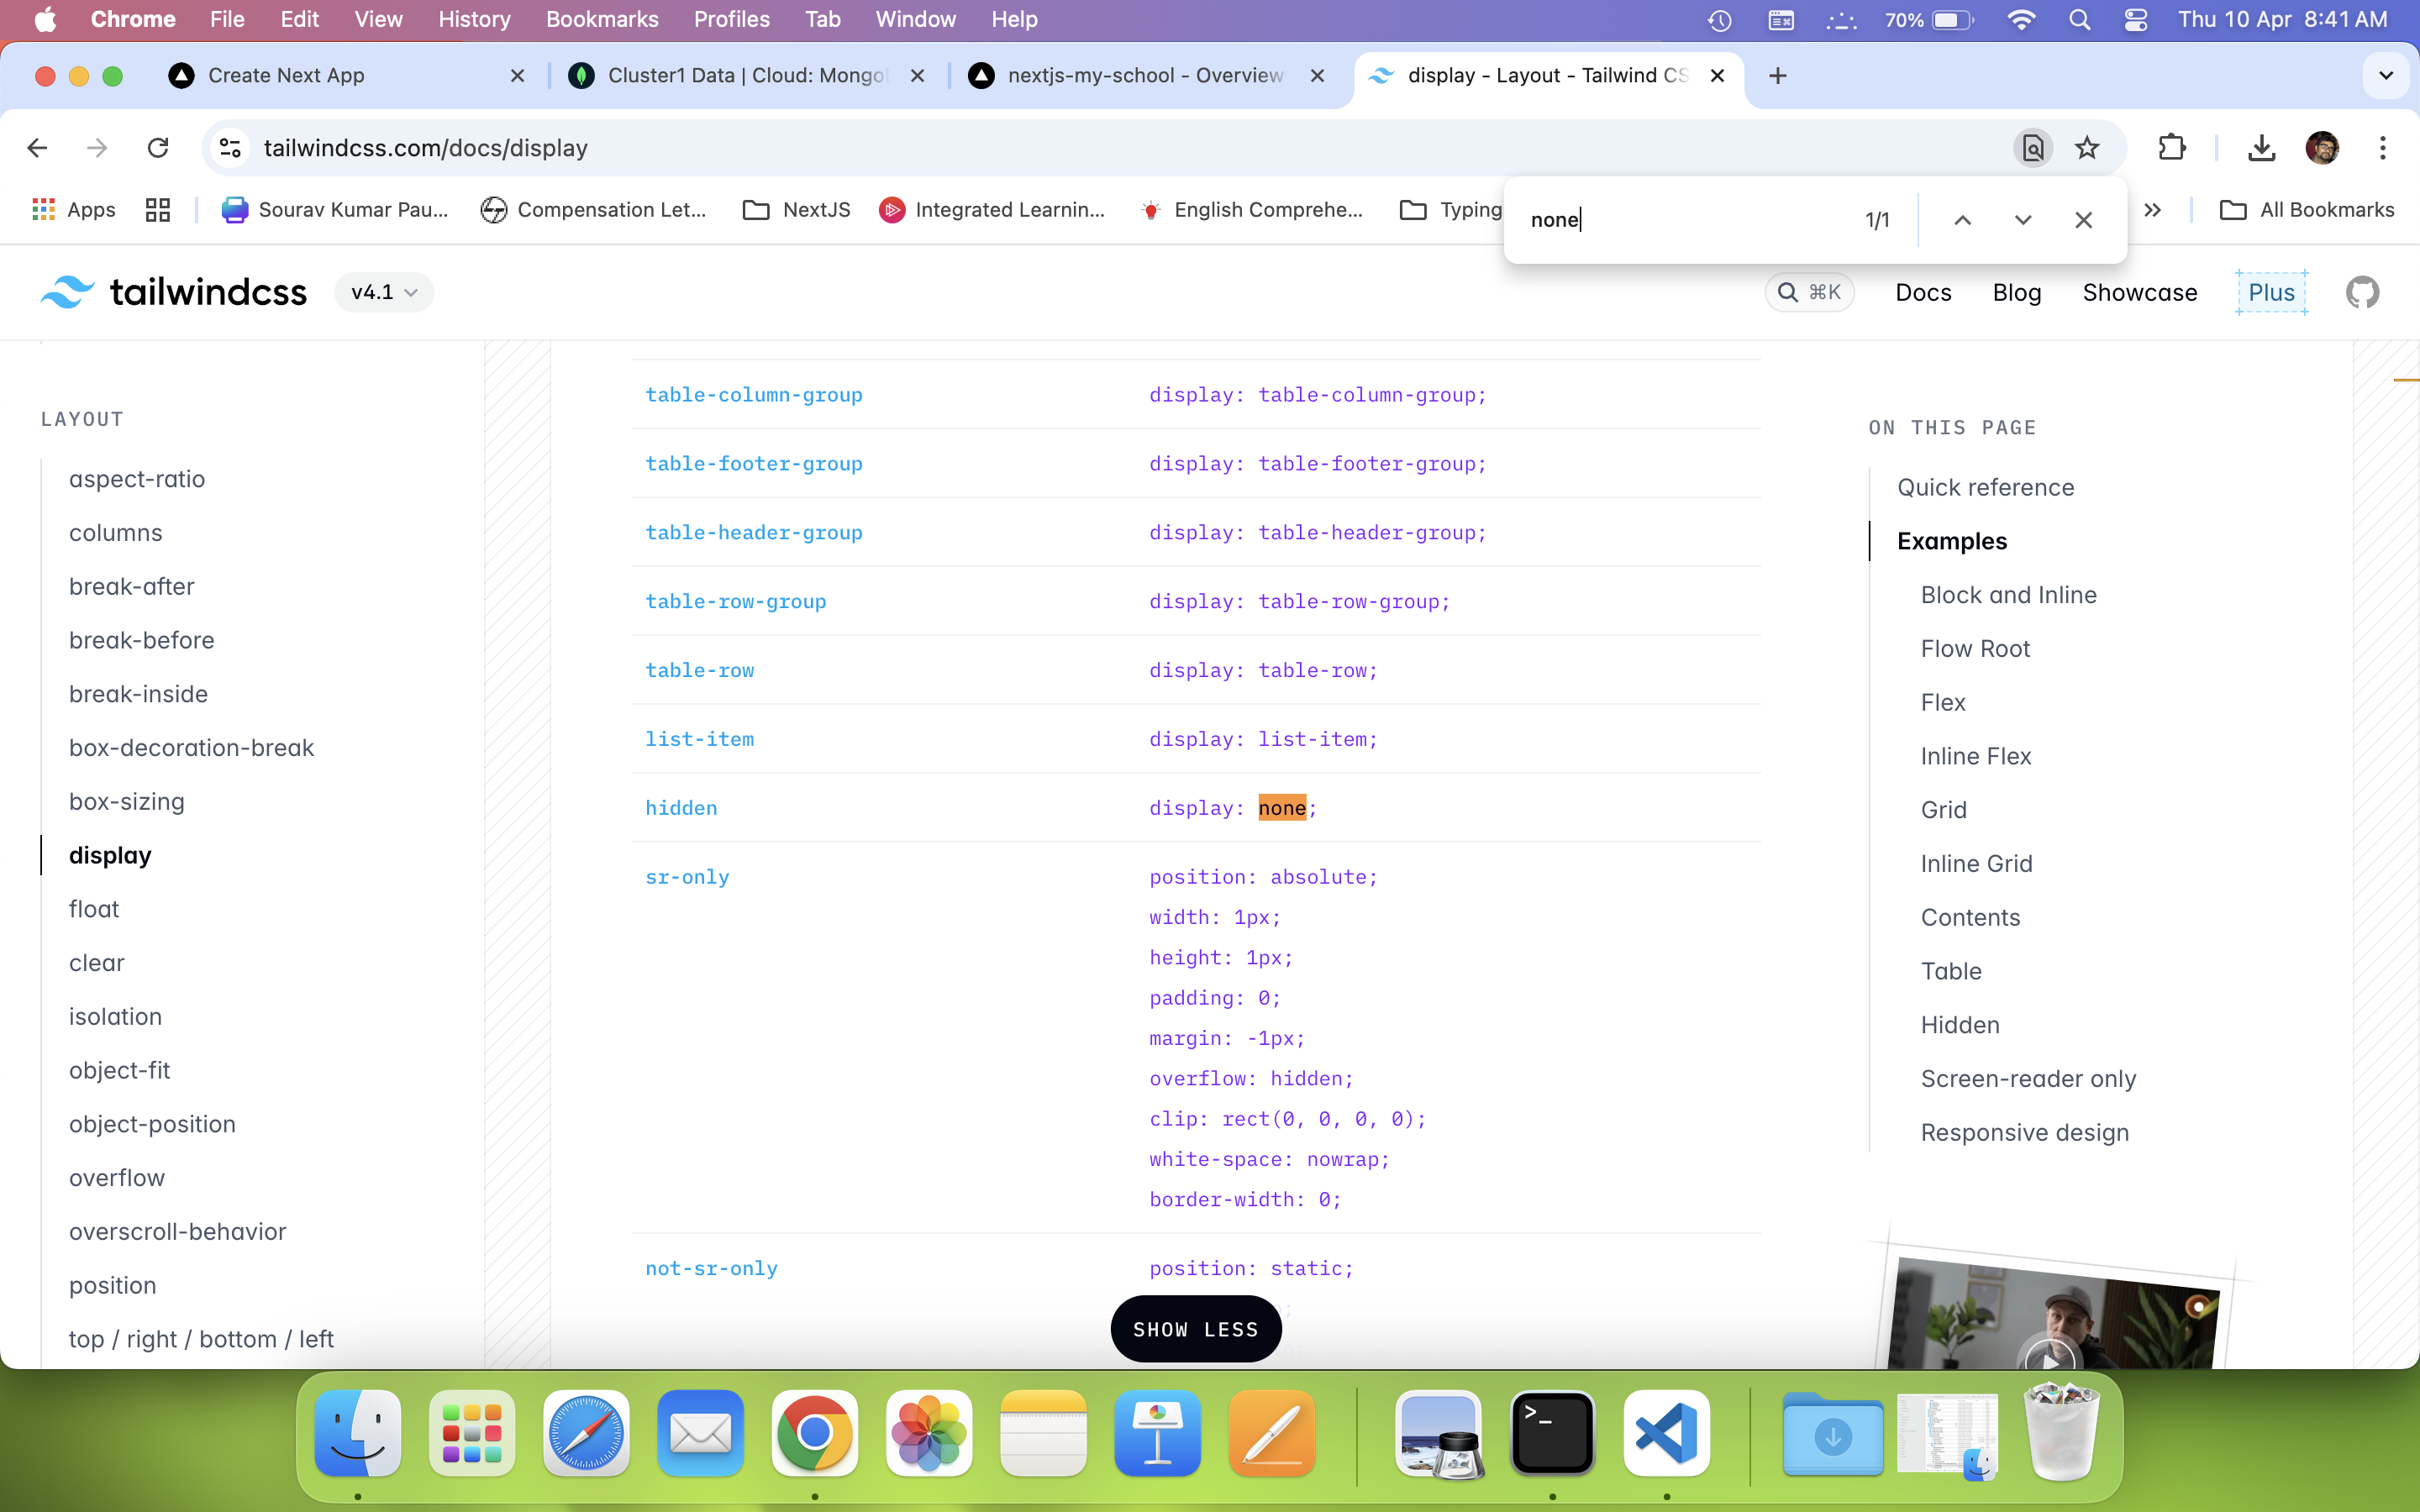 Chrome File Edit View History Bookmarks Profiles Tab Window Help 70% Thu 10 Apr 8:41 AM
Create Next App Cluster1 Data | Cloud: Mongo nextjs-my-school - Overview display - Layout - Tailwind CS
tailwindcss.com/docs/display
Apps Sourav Kumar Pau... Compensation Let... NextJS Integrated Learnin... English Comprehe... Typing All Bookmarks
none 1/1
tailwindcss v4.1 ⌘K Docs Blog Showcase Plus
LAYOUT
aspect-ratio
columns
break-after
break-before
break-inside
box-decoration-break
box-sizing
display
float
clear
isolation
object-fit
object-position
overflow
overscroll-behavior
position
top / right / bottom / left
table-column-group display: table-column-group;
table-footer-group display: table-footer-group;
table-header-group display: table-header-group;
table-row-group display: table-row-group;
table-row display: table-row;
list-item display: list-item;
hidden display: none;
sr-only position: absolute;
width: 1px;
height: 1px;
padding: 0;
margin: -1px;
overflow: hidden;
clip: rect(0, 0, 0, 0);
white-space: nowrap;
border-width: 0;
not-sr-only position: static;
SHOW LESS
ON THIS PAGE
Quick reference
Examples
Block and Inline
Flow Root
Flex
Inline Flex
Grid
Inline Grid
Contents
Table
Hidden
Screen-reader only
Responsive design